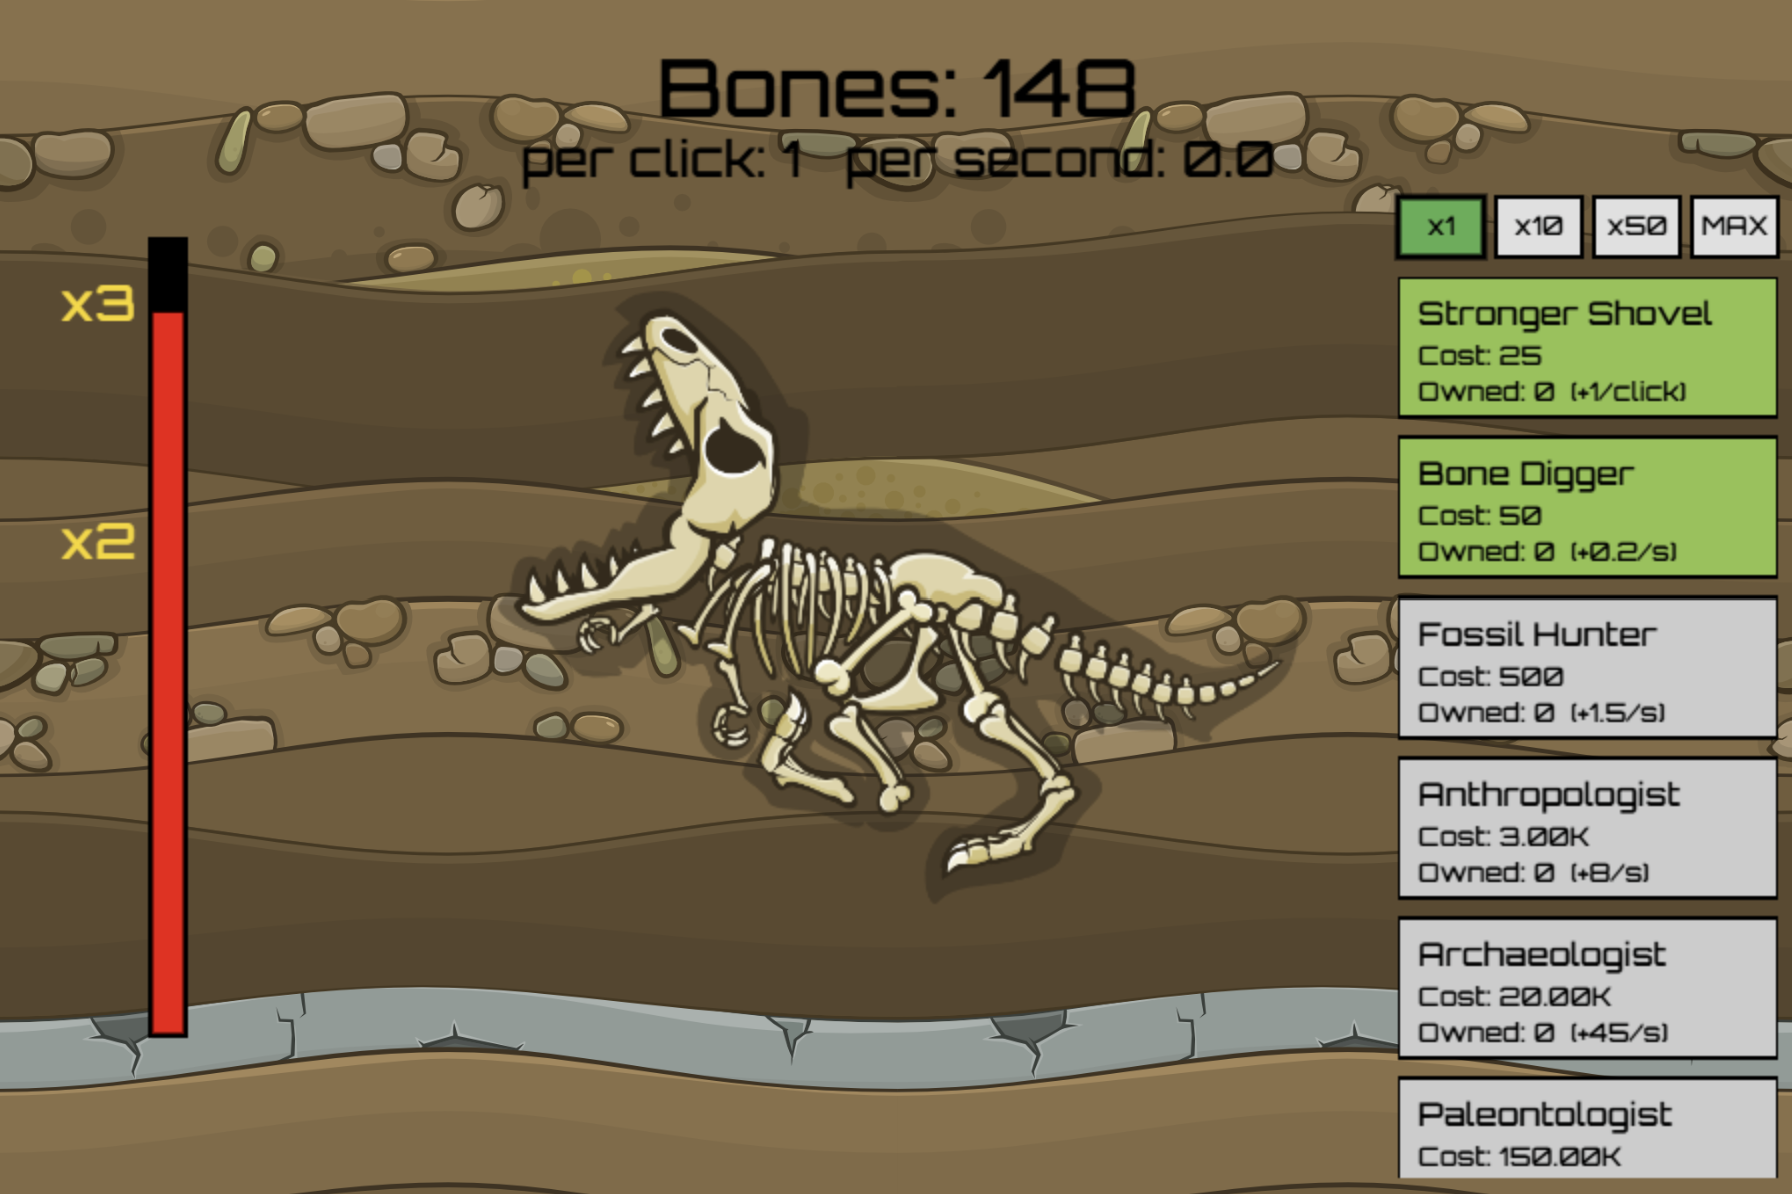 Bones: 148
per click: 1 per second: 0.0
x1 x10 x50 MAX
x3
x2
Stronger Shovel
Cost: 25
Owned: 0 (+1/click)
Bone Digger
Cost: 50
Owned: 0 (+0.2/s)
Fossil Hunter
Cost: 500
Owned: 0 (+1.5/s)
Anthropologist
Cost: 3.00K
Owned: 0 (+8/s)
Archaeologist
Cost: 20.00K
Owned: 0 (+45/s)
Paleontologist
Cost: 150.00K